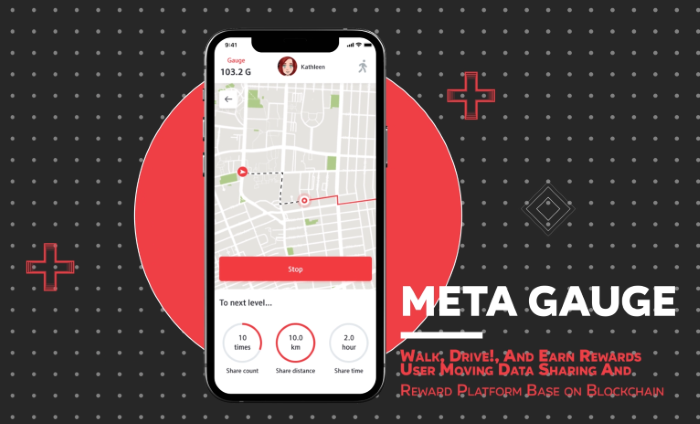 9:41
Gauge
103.2 G
Kathleen
Stop
To next level...
10 times
10.0 km
2.0 hour
Share count
Share distance
Share time
META GAUGE
Walk, Drive!, And Earn Rewards
User Moving Data Sharing And
Reward Platform Base on Blockchain